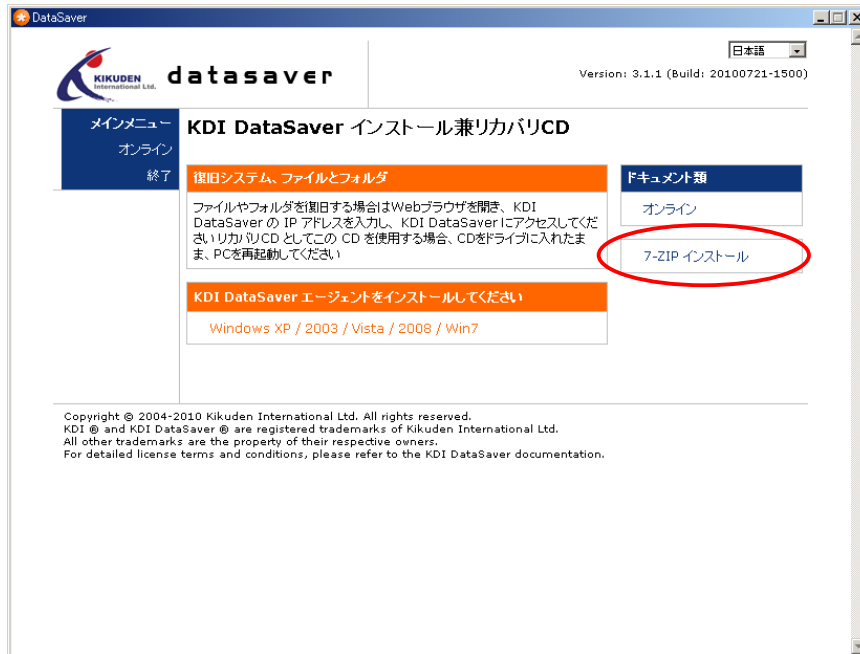 DataSaver
日本語
KIKUDEN
International Ltd.
datasaver
Version: 3.1.1 (Build: 20100721-1500)
メインメニュー
オンライン
終了
KDI DataSaver インストール兼リカバリCD
復旧システム、ファイルとフォルダ
ファイルやフォルダを復旧する場合はWebブラウザを開き、 KDI
DataSaver の IP アドレスを入力し、 KDI DataSaver にアクセスしてくだ
さいリカバリCD としてこの CD を使用する場合、CDをドライブに入れたま
ま、PCを再起動してください
ドキュメント類
オンライン
7-ZIP インストール
KDI DataSaver エージェントをインストールしてください
Windows XP / 2003 / Vista / 2008 / Win7
Copyright © 2004-2010 Kikuden International Ltd. All rights reserved.
KDI ® and KDI DataSaver ® are registered trademarks of Kikuden International Ltd.
All other trademarks are the property of their respective owners.
For detailed license terms and conditions, please refer to the KDI DataSaver documentation.